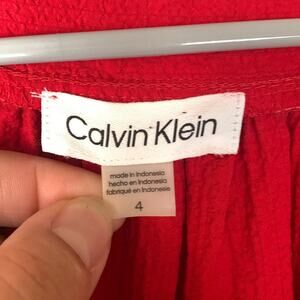 Calvin Klein
made in Indonesia
hecho en Indonesia
fabriqué en Indonésie
4